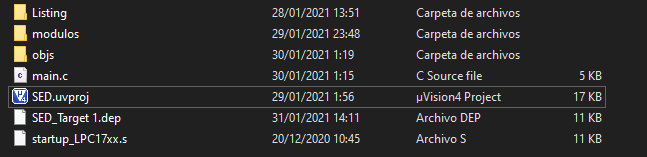 Listing 28/01/2021 13:51 Carpeta de archivos
modulos 29/01/2021 23:48 Carpeta de archivos
objs 30/01/2021 1:19 Carpeta de archivos
main.c 30/01/2021 1:15 C Source file 5 KB
SED.uvproj 29/01/2021 1:56 µVision4 Project 17 KB
SED_Target 1.dep 31/01/2021 14:11 Archivo DEP 11 KB
startup_LPC17xx.s 20/12/2020 10:45 Archivo S 11 KB